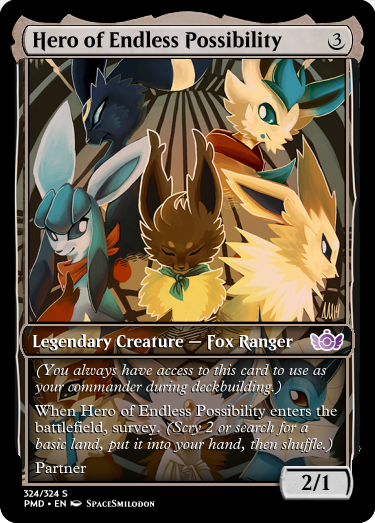 Hero of Endless Possibility 3
Legendary Creature — Fox Ranger
(You always have access to this card to use as
your commander during deckbuilding.)
When Hero of Endless Possibility enters the
battlefield, survey. (Scry 2 or search for a
basic land, put it into your hand, then shuffle.)
Partner
2/1
324/324 S
PMD • EN SpaceSmilodon